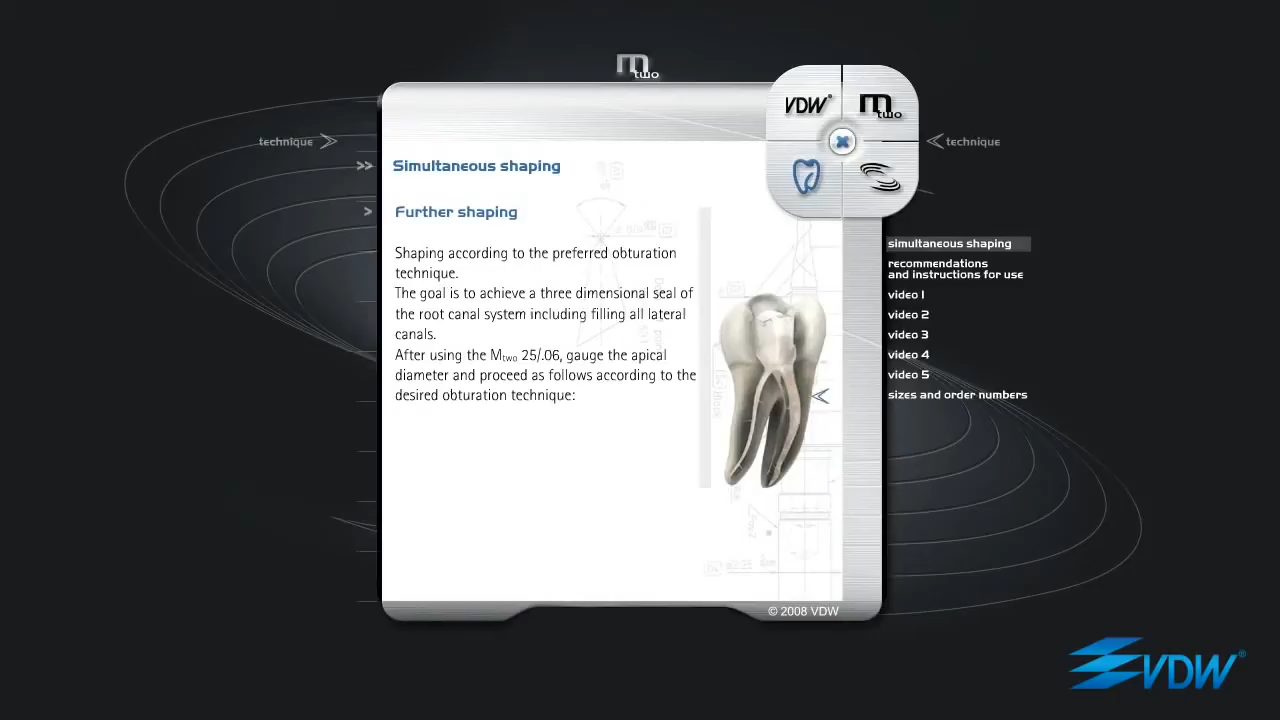 m
two
VDW®
m
two
technique
technique
Simultaneous shaping
Further shaping
Shaping according to the preferred obturation
technique.
The goal is to achieve a three dimensional seal of
the root canal system including filling all lateral
canals.
After using the Mtwo 25/.06, gauge the apical
diameter and proceed as follows according to the
desired obturation technique:
simultaneous shaping
recommendations
and instructions for use
video 1
video 2
video 3
video 4
video 5
sizes and order numbers
© 2008 VDW
VDW®